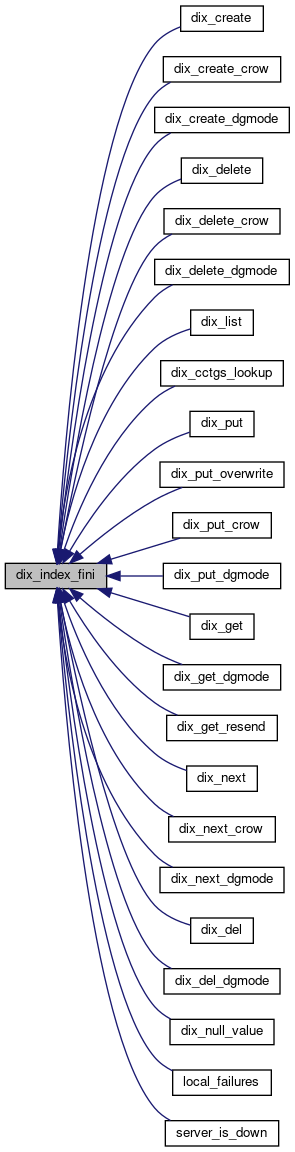 dix_create
dix_create_crow
dix_create_dgmode
dix_delete
dix_delete_crow
dix_delete_dgmode
dix_list
dix_cctgs_lookup
dix_put
dix_put_overwrite
dix_put_crow
dix_index_fini
dix_put_dgmode
dix_get
dix_get_dgmode
dix_get_resend
dix_next
dix_next_crow
dix_next_dgmode
dix_del
dix_del_dgmode
dix_null_value
local_failures
server_is_down